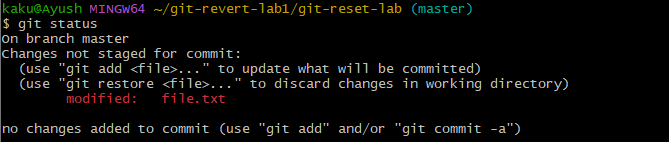 kaku@Ayush MINGW64 ~/git-revert-lab1/git-reset-lab (master)
$ git status
On branch master
Changes not staged for commit:
  (use "git add <file>..." to update what will be committed)
  (use "git restore <file>..." to discard changes in working directory)
        modified:   file.txt

no changes added to commit (use "git add" and/or "git commit -a")